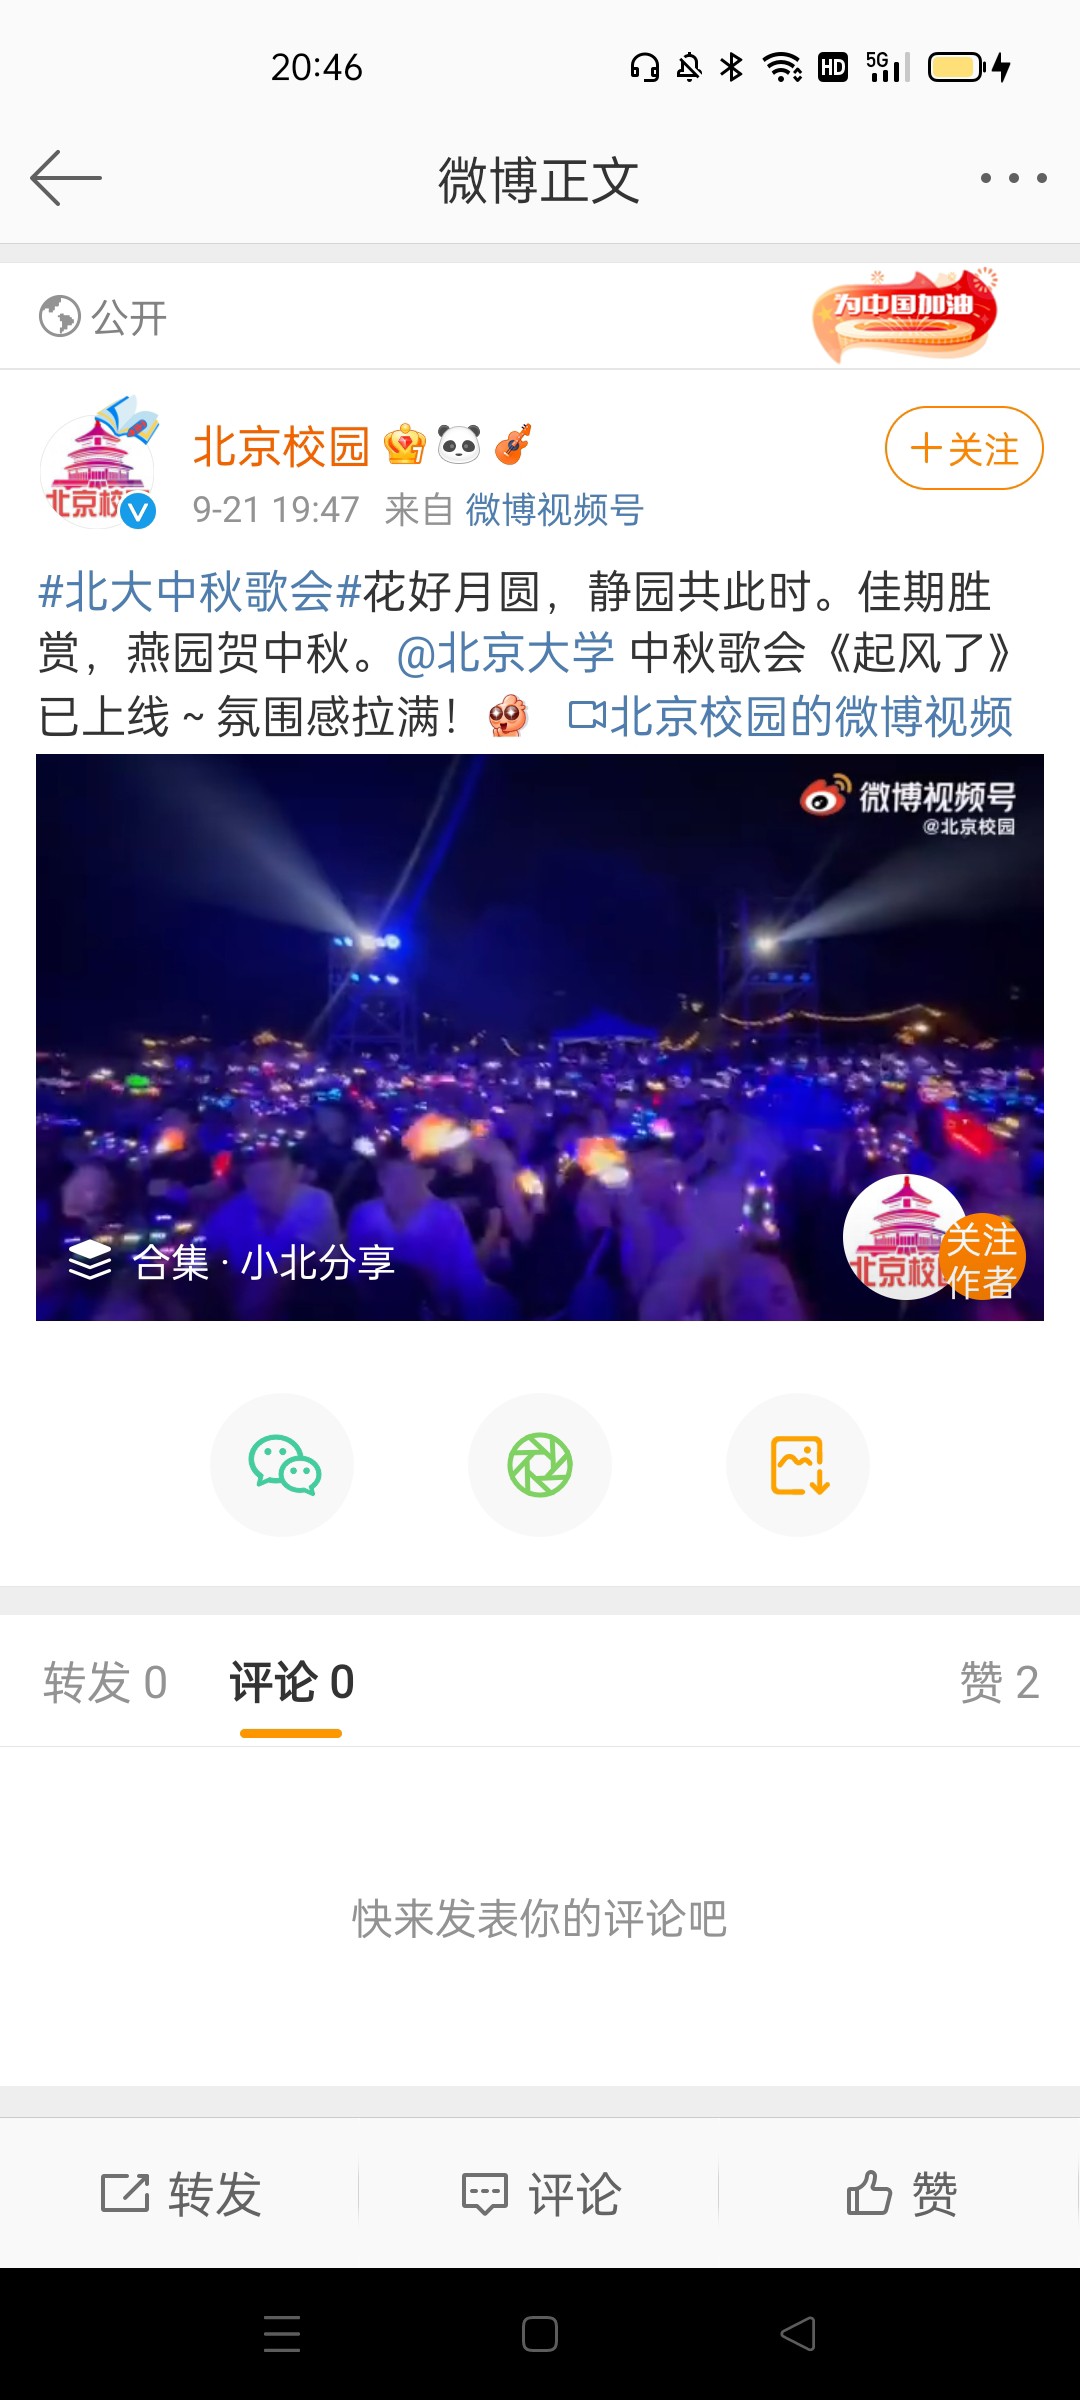 20:46
HD 5G
微博正文
公开
为中国加油
北京校园
+关注
北京校园
9-21 19:47 来自 微博视频号
#北大中秋歌会#花好月圆，静园共此时。佳期胜
赏，燕园贺中秋。@北京大学 中秋歌会《起风了》
已上线~氛围感拉满！ 北京校园的微博视频
微博视频号
@北京校园
合集·小北分享
北京校
关注
作者
转发 0 评论 0 赞 2
快来发表你的评论吧
转发 评论 赞